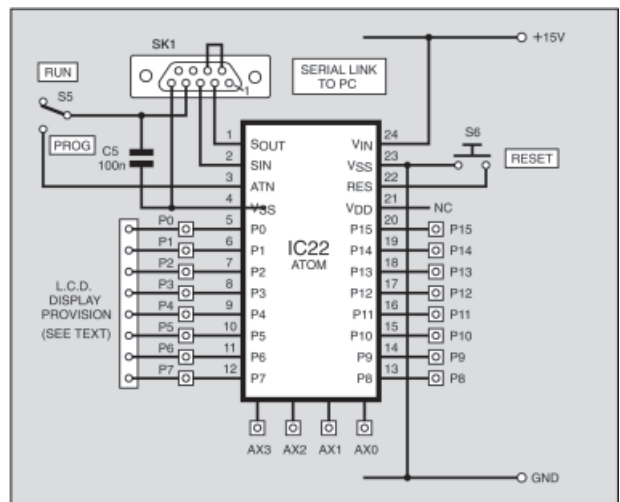 SK1
+15V
RUN
SERIAL LINK
TO PC
S5
1
PROG
C5
100n
S6
RESET
1 SOUT
2 SIN
3 ATN
4 VSS
5 P0
6 P1
7 P2
8 P3
9 P4
10 P5
11 P6
12 P7
IC22
ATOM
VIN 24
VSS 23
RES 22
VDD 21 NC
P15 20 P15
P14 19 P14
P13 18 P13
P12 17 P12
P11 16 P11
P10 15 P10
P9 14 P9
P8 13 P8
P0
P1
P2
P3
P4
P5
P6
P7
L.C.D.
DISPLAY
PROVISION
(SEE TEXT)
AX3 AX2 AX1 AX0
GND